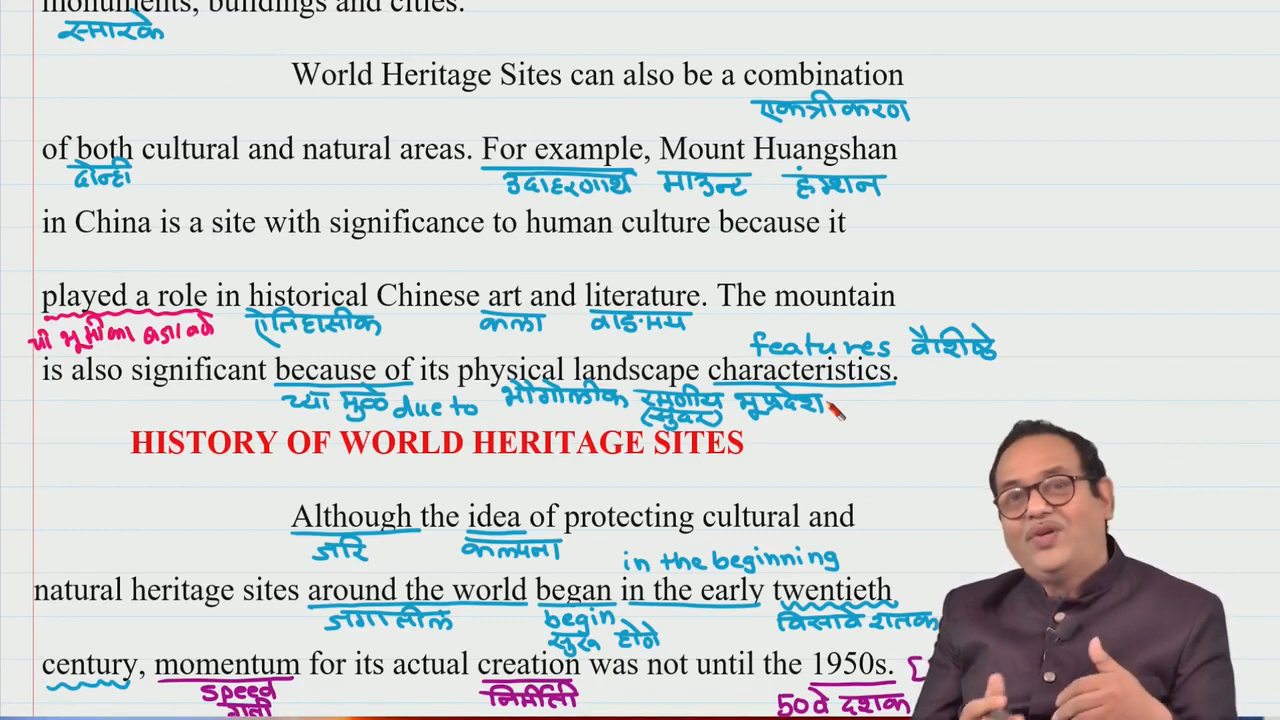 monuments, buildings and cities.
स्मारके
World Heritage Sites can also be a combination
एकत्रीकरण
of both cultural and natural areas. For example, Mount Huangshan
दोन्ही उदाहरणार्थ माउन्ट हंग्शान
in China is a site with significance to human culture because it
played a role in historical Chinese art and literature. The mountain
ची भूमीका बजावले ऐतिहासीक कला वाङ्मय
features वैशिष्ठे
is also significant because of its physical landscape characteristics.
च्या मुळे due to भौगोलीक रमणीय भूप्रदेश
(सुंदर)
HISTORY OF WORLD HERITAGE SITES
Although the idea of protecting cultural and
जरि कल्पना
in the beginning
natural heritage sites around the world began in the early twentieth
जगातील begin विसावे शतक
सुरू होने
century, momentum for its actual creation was not until the 1950s. [
speed निर्मिती 50वे दशक
गती